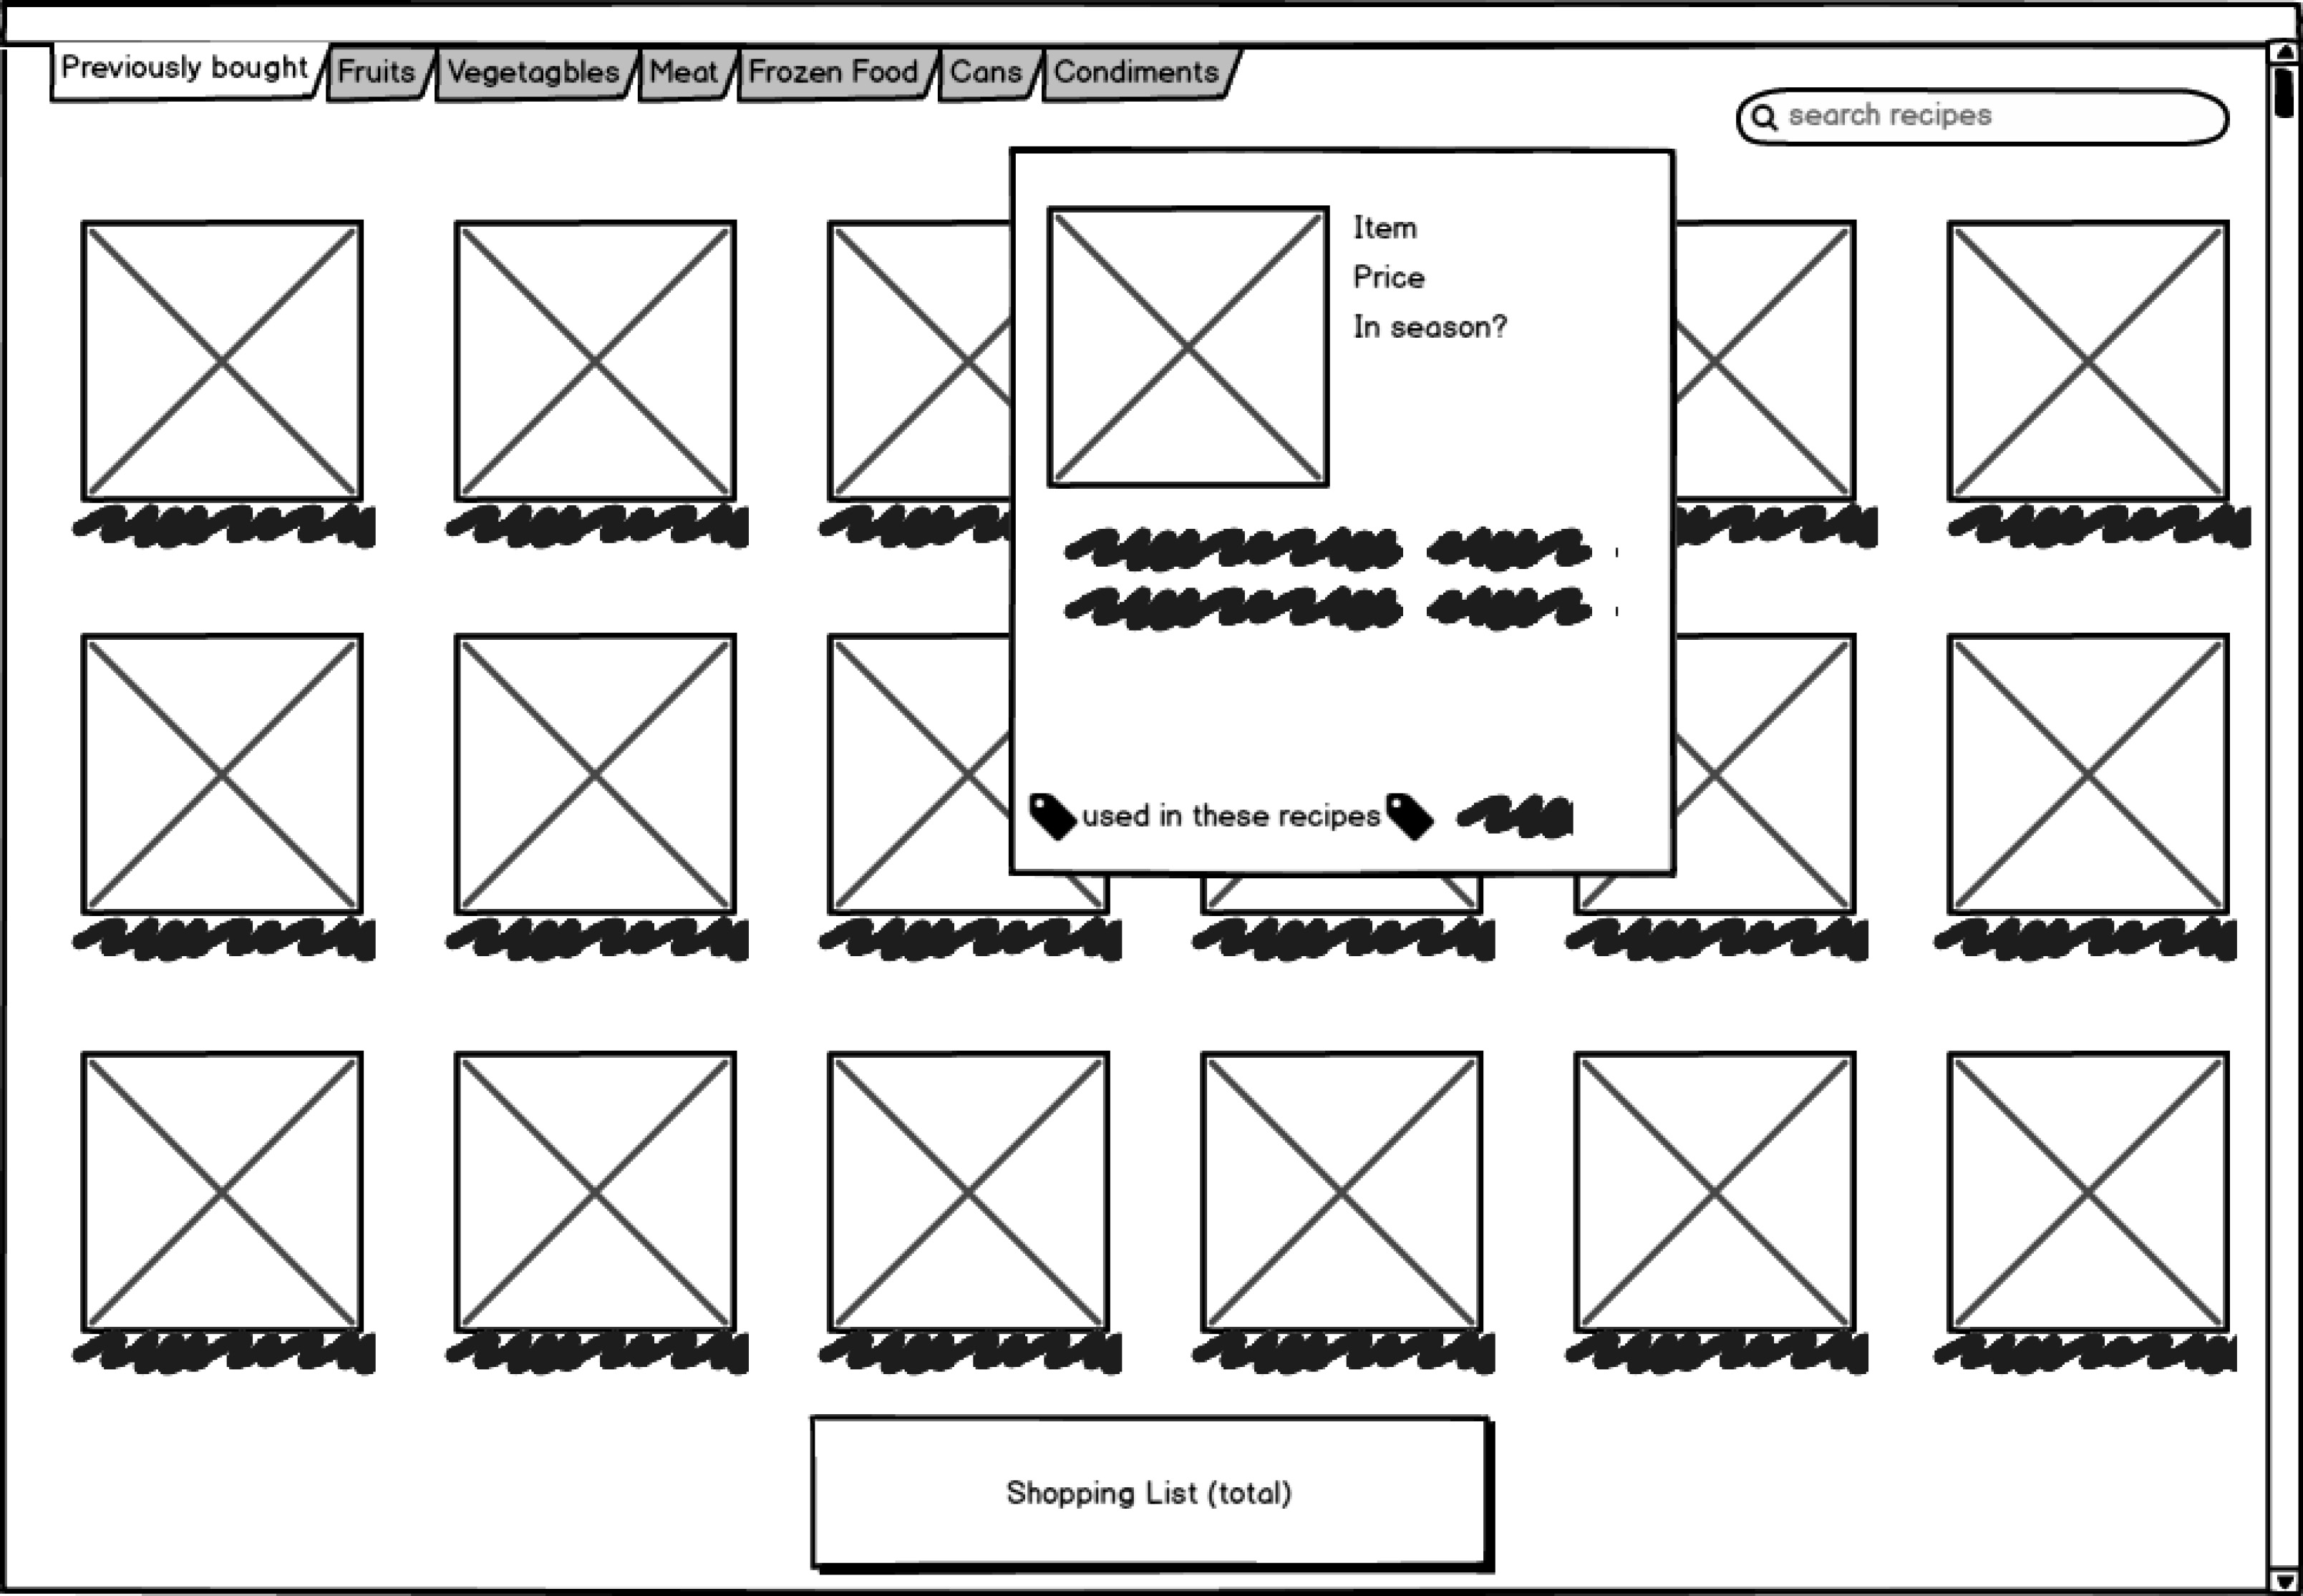 Previously bought
Fruits
Vegetagbles
Meat
Frozen Food
Cans
Condiments
search recipes
Item
Price
In season?
used in these recipes
Shopping List (total)